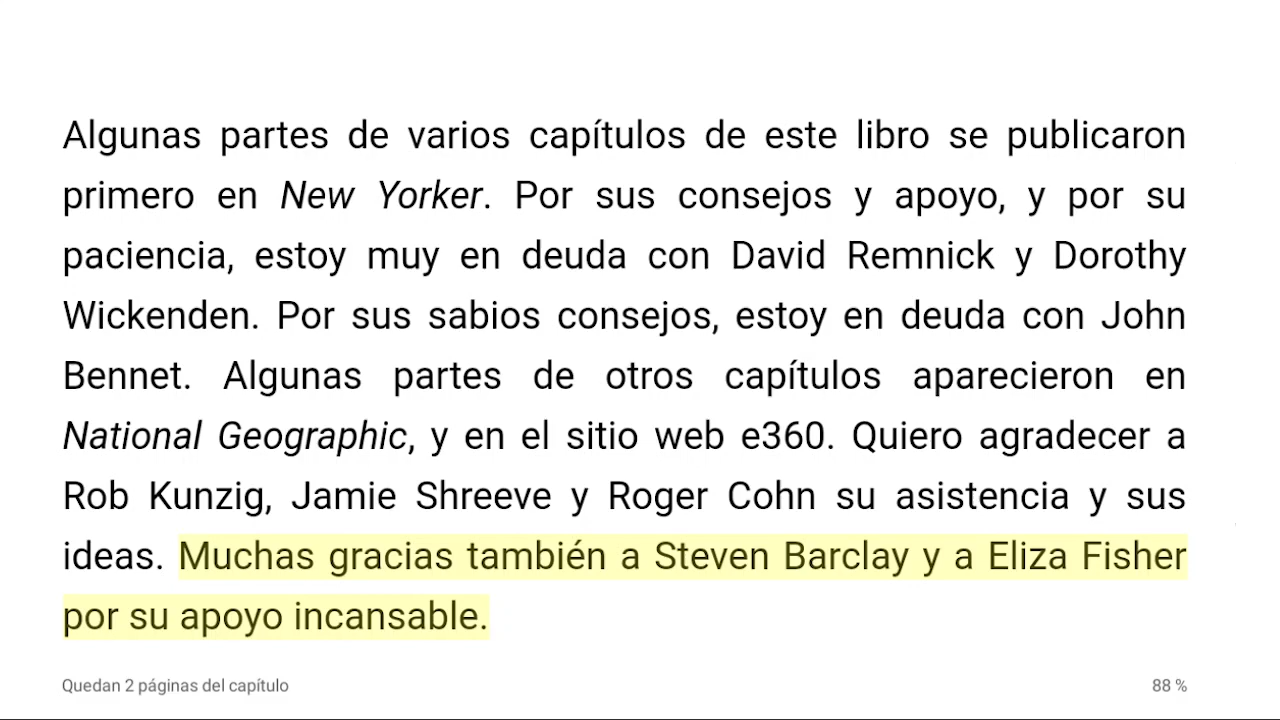 Algunas partes de varios capítulos de este libro se publicaron
primero en New Yorker. Por sus consejos y apoyo, y por su
paciencia, estoy muy en deuda con David Remnick y Dorothy
Wickenden. Por sus sabios consejos, estoy en deuda con John
Bennet. Algunas partes de otros capítulos aparecieron en
National Geographic, y en el sitio web e360. Quiero agradecer a
Rob Kunzig, Jamie Shreeve y Roger Cohn su asistencia y sus
ideas. Muchas gracias también a Steven Barclay y a Eliza Fisher
por su apoyo incansable.
Quedan 2 páginas del capítulo
88 %